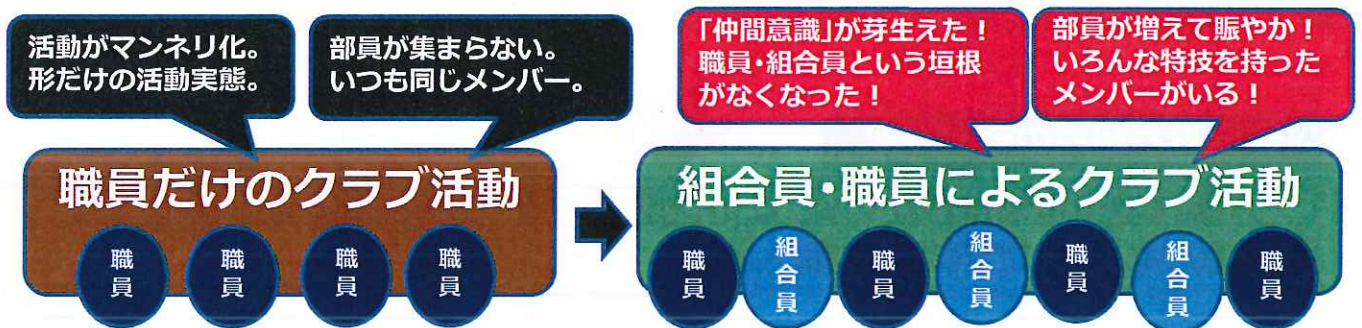 活動がマンネリ化。
形だけの活動実態。
部員が集まらない。
いつも同じメンバー。
「仲間意識」が芽生えた！
職員・組合員という垣根
がなくなった！
部員が増えて賑やか！
いろんな特技を持った
メンバーがいる！
職員だけのクラブ活動
職員
職員
職員
職員
組合員・職員によるクラブ活動
職員
組合員
職員
組合員
職員
組合員
職員